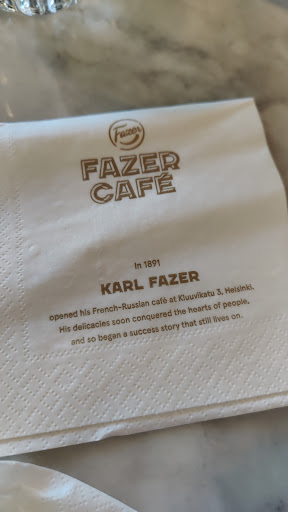 Fazer
FAZER
CAFÉ
In 1891
KARL FAZER
opened his French-Russian café at Kluuvikatu 3, Helsinki.
His delicacies soon conquered the hearts of people,
and so began a success story that still lives on.